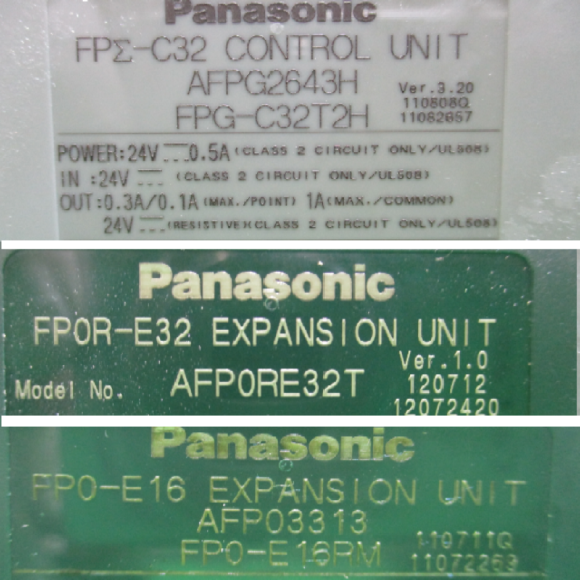 Panasonic
FPΣ-C32 CONTROL UNIT
AFPG2643H Ver.3.20
110808Q
FPG-C32T2H 11082657
POWER:24V ⎓ 0.5A (CLASS 2 CIRCUIT ONLY/UL508)
IN :24V ⎓ (CLASS 2 CIRCUIT ONLY/UL508)
OUT:0.3A/0.1A (MAX./POINT) 1A(MAX./COMMON)
24V ⎓ (RESISTIVE)(CLASS 2 CIRCUIT ONLY/UL508)
Panasonic
FP0R-E32 EXPANSION UNIT
Ver.1.0
Model No. AFP0RE32T 120712
12072420
Panasonic
FP0-E16 EXPANSION UNIT
AFP03313
110711Q
FP0-E16RM 11072269